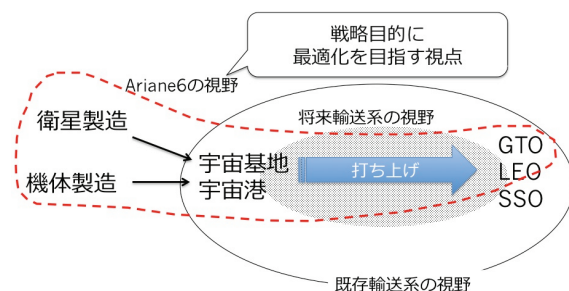 戦略目的に
最適化を目指す視点
Ariane6の視野
将来輸送系の視野
衛星製造
機体製造
宇宙基地
宇宙港
打ち上げ
GTO
LEO
SSO
既存輸送系の視野